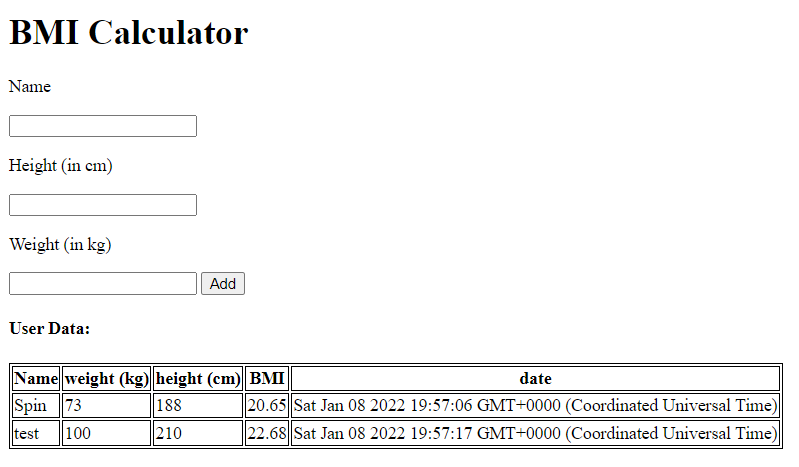 BMI Calculator
Name
Height (in cm)
Weight (in kg)
Add
User Data:
Name weight (kg) height (cm) BMI date
Spin 73 188 20.65 Sat Jan 08 2022 19:57:06 GMT+0000 (Coordinated Universal Time)
test 100 210 22.68 Sat Jan 08 2022 19:57:17 GMT+0000 (Coordinated Universal Time)